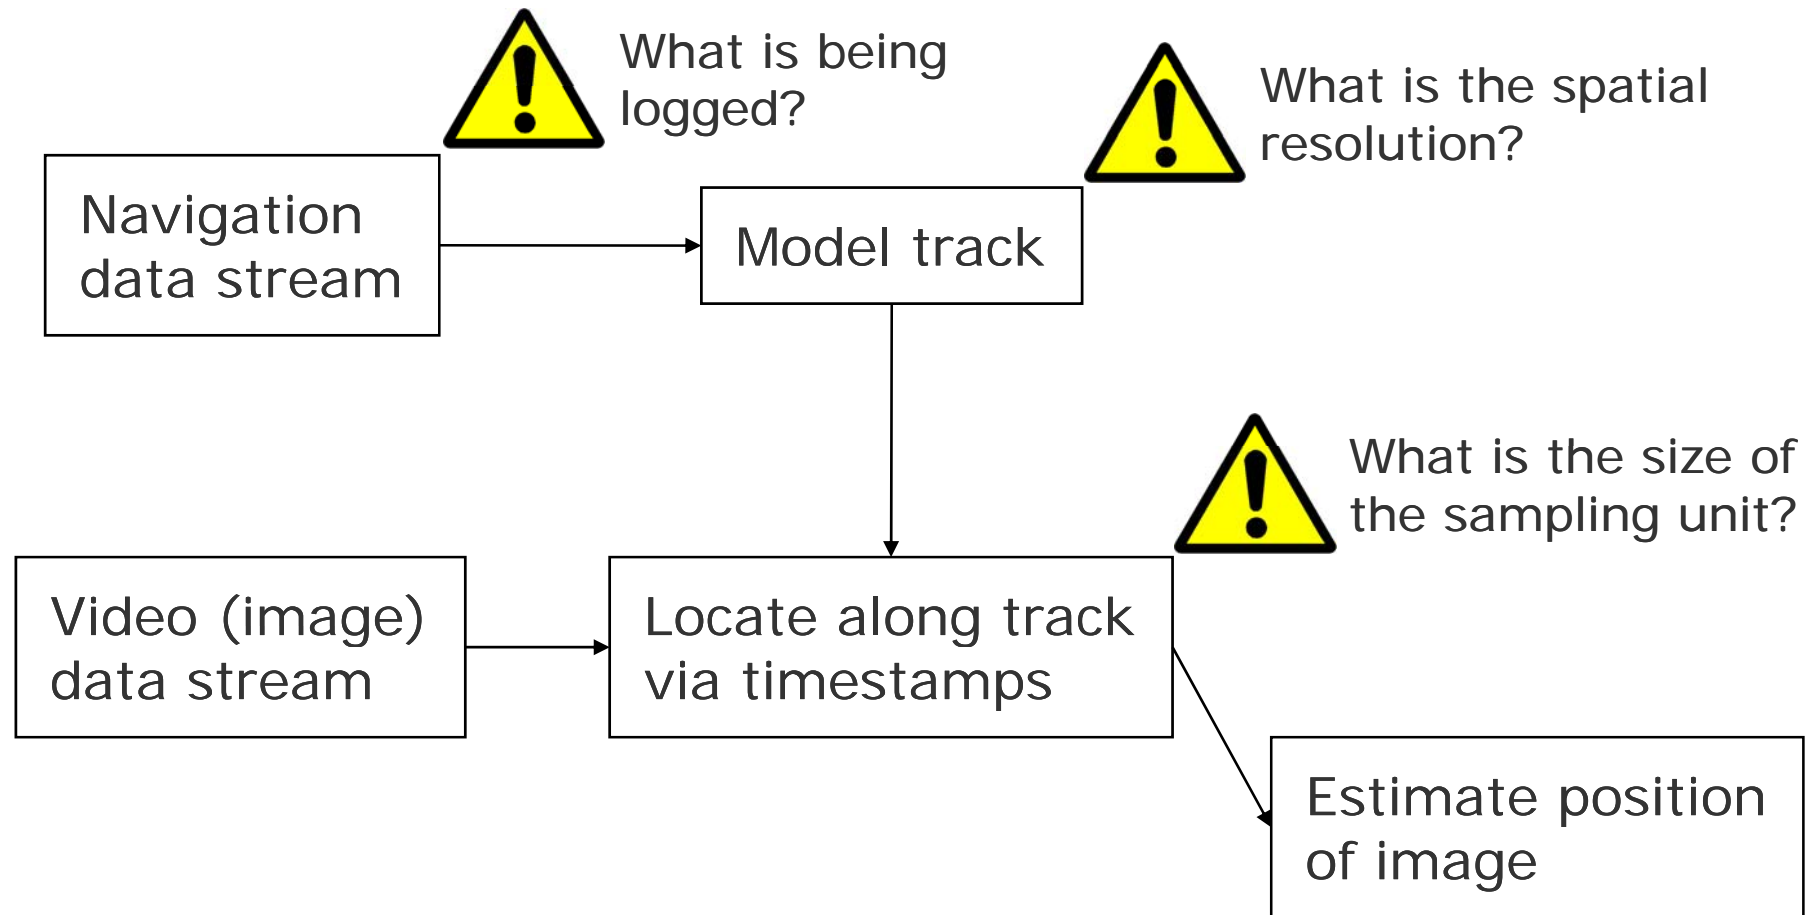 What is being
logged?
What is the spatial
resolution?
Navigation
data stream
Model track
What is the size of
the sampling unit?
Video (image)
data stream
Locate along track
via timestamps
Estimate position
of image